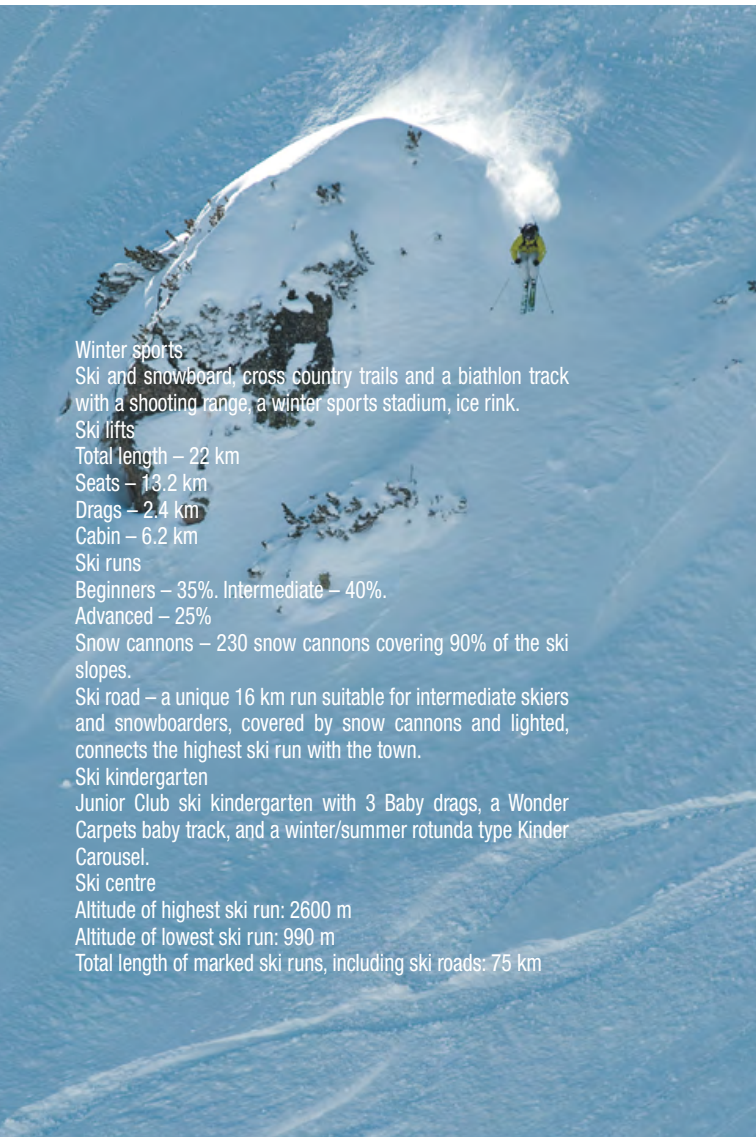 Winter sports
Ski and snowboard, cross country trails and a biathlon track
with a shooting range, a winter sports stadium, ice rink.
Ski lifts
Total length – 22 km
Seats – 13.2 km
Drags – 2.4 km
Cabin – 6.2 km
Ski runs
Beginners – 35%. Intermediate – 40%.
Advanced – 25%
Snow cannons – 230 snow cannons covering 90% of the ski
slopes.
Ski road – a unique 16 km run suitable for intermediate skiers
and snowboarders, covered by snow cannons and lighted,
connects the highest ski run with the town.
Ski kindergarten
Junior Club ski kindergarten with 3 Baby drags, a Wonder
Carpets baby track, and a winter/summer rotunda type Kinder
Carousel.
Ski centre
Altitude of highest ski run: 2600 m
Altitude of lowest ski run: 990 m
Total length of marked ski runs, including ski roads: 75 km